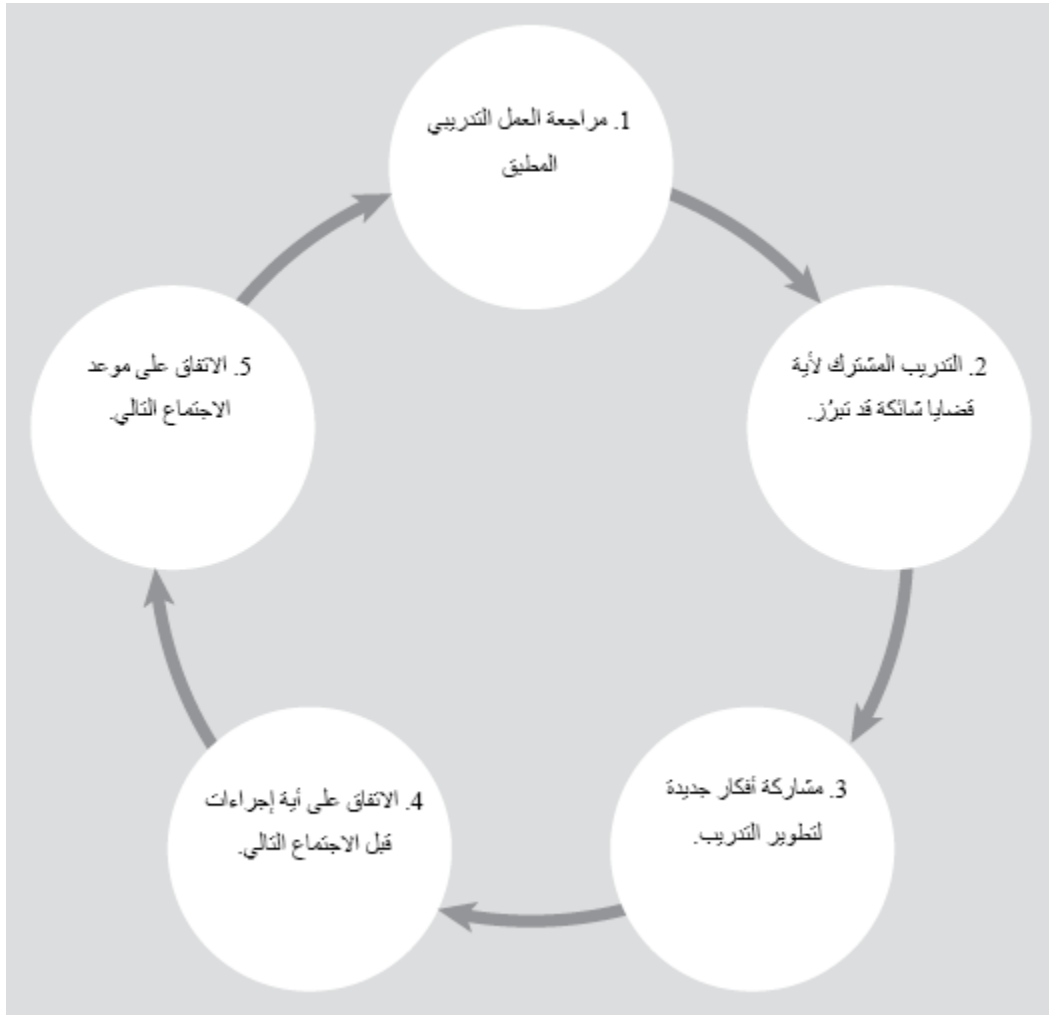 1. مراجعة العمل التدريبي
المطبق
2. التدريب المشترك لأية
قضايا شائكة قد تبرُز.
3. مشاركة أفكار جديدة
لتطوير التدريب.
4. الاتفاق على أية إجراءات
قبل الاجتماع التالي.
5. الاتفاق على موعد
الاجتماع التالي.